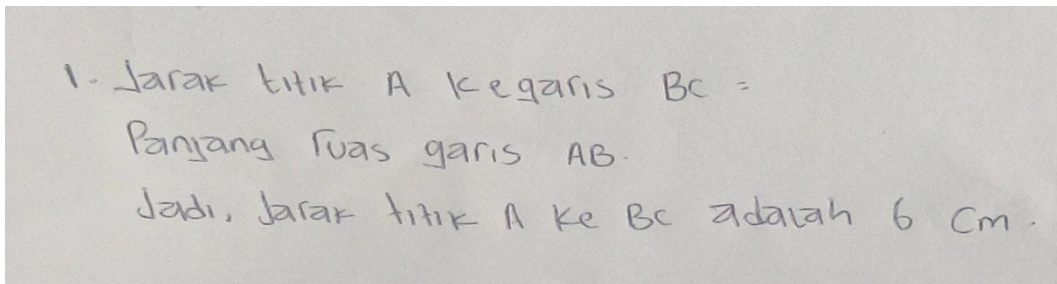 1. Jarak titik A kegaris BC =
Panjang ruas garis AB.
Jadi, Jarak titik A ke BC adalah 6 cm.